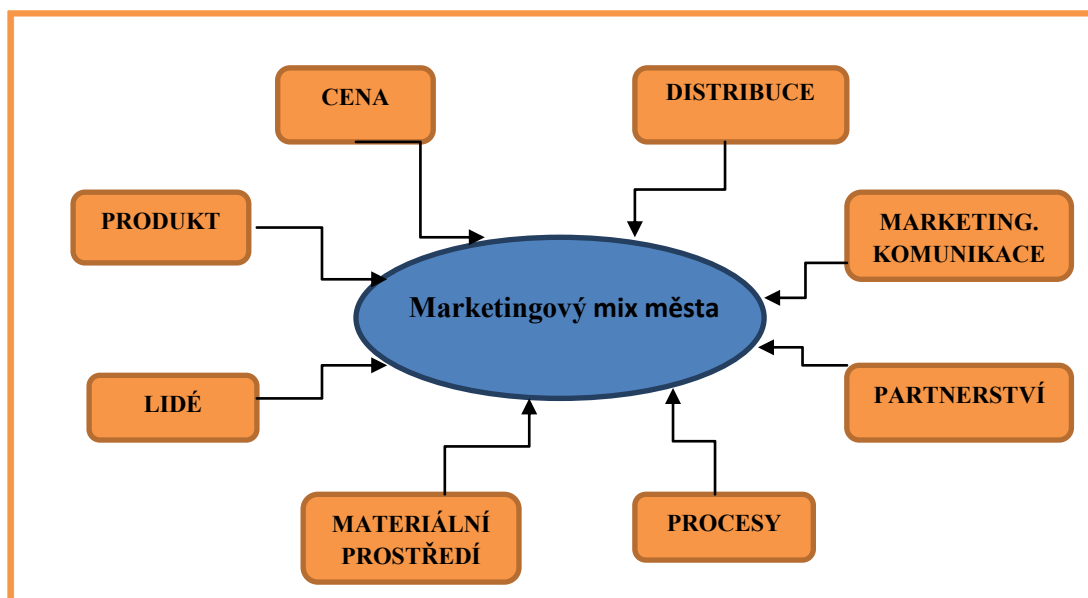 CENA
DISTRIBUCE
PRODUKT
MARKETING.
KOMUNIKACE
Marketingový mix města
LIDÉ
PARTNERSTVÍ
MATERIÁLNÍ
PROSTŘEDÍ
PROCESY